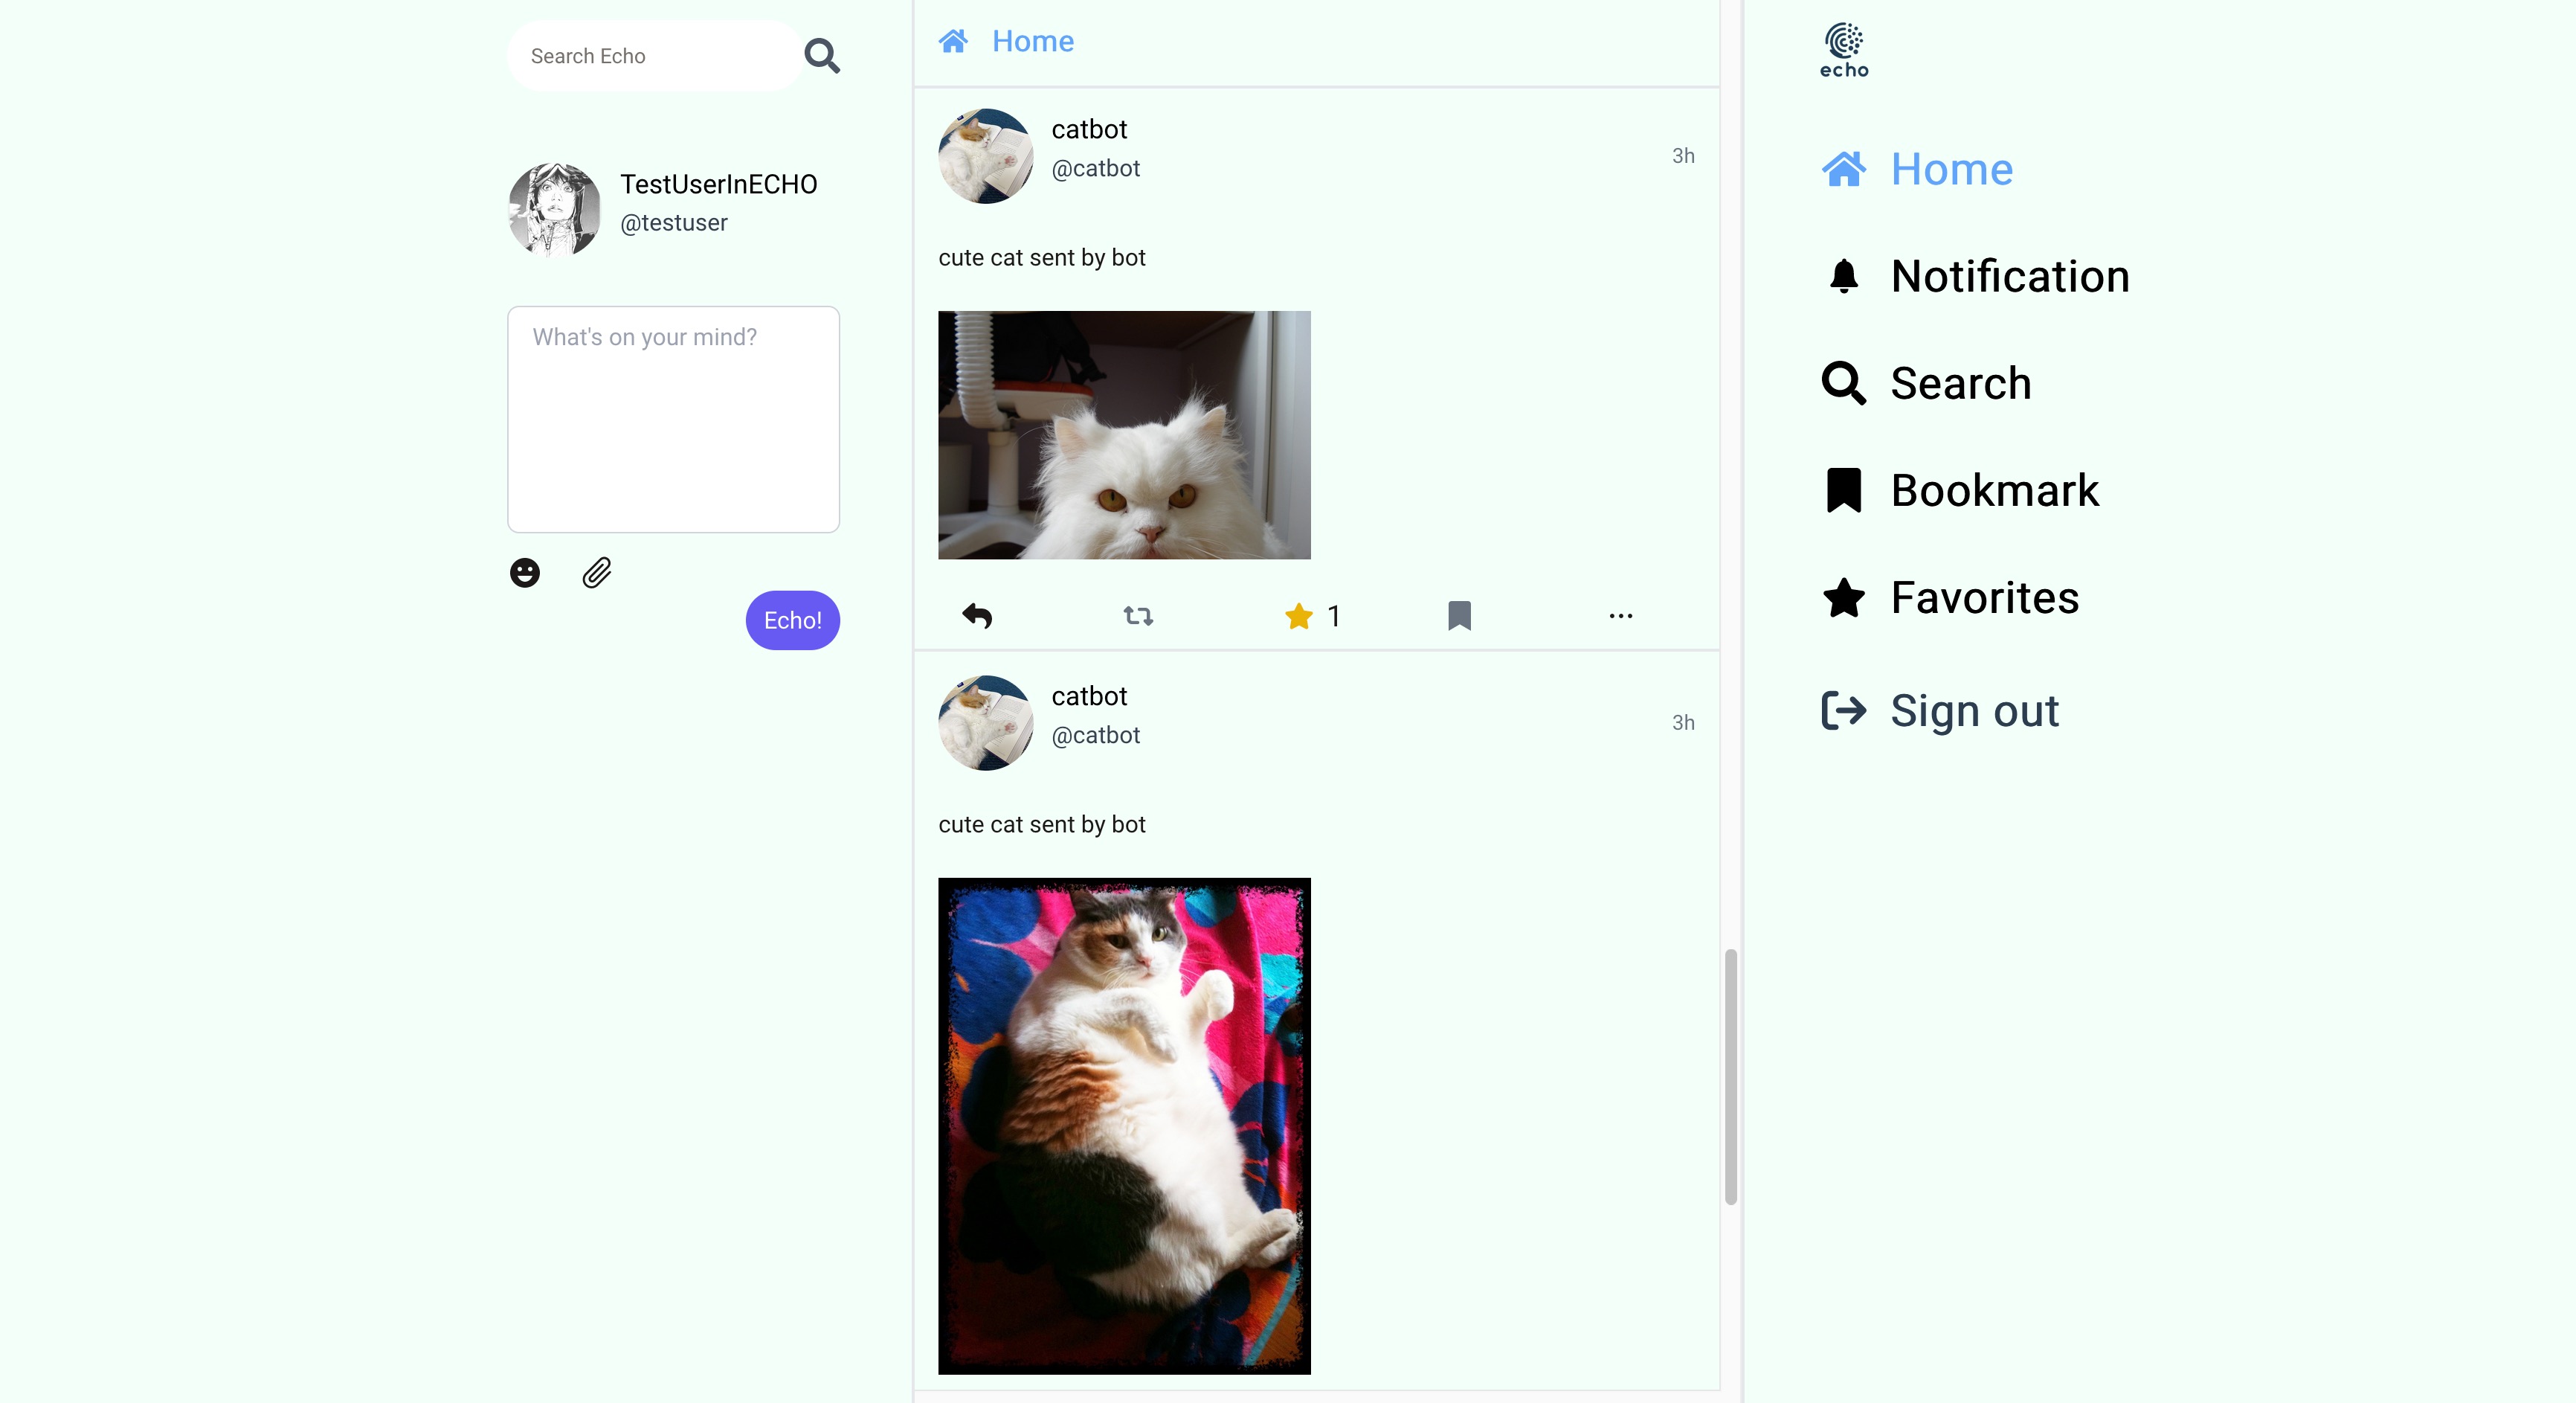 Search Echo
TestUserInECHO
@testuser
What's on your mind?
Echo!
Home
catbot
@catbot
3h
cute cat sent by bot
1
catbot
@catbot
3h
cute cat sent by bot
echo
Home
Notification
Search
Bookmark
Favorites
Sign out